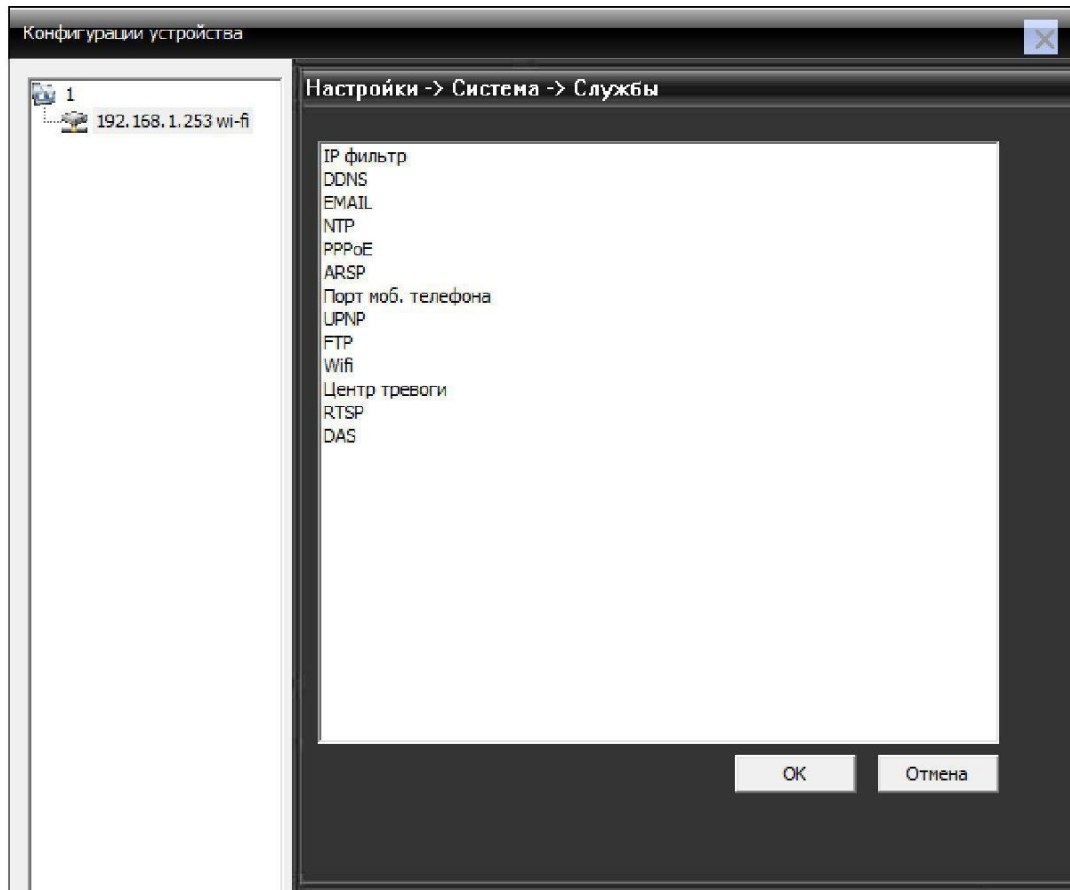 Конфигурации устройства
1
192.168.1.253 wi-fi
Настройки -> Система -> Службы
IP фильтр
DDNS
EMAIL
NTP
PPPoE
ARSP
Порт моб. телефона
UPNP
FTP
Wifi
Центр тревоги
RTSP
DAS
OK
Отмена